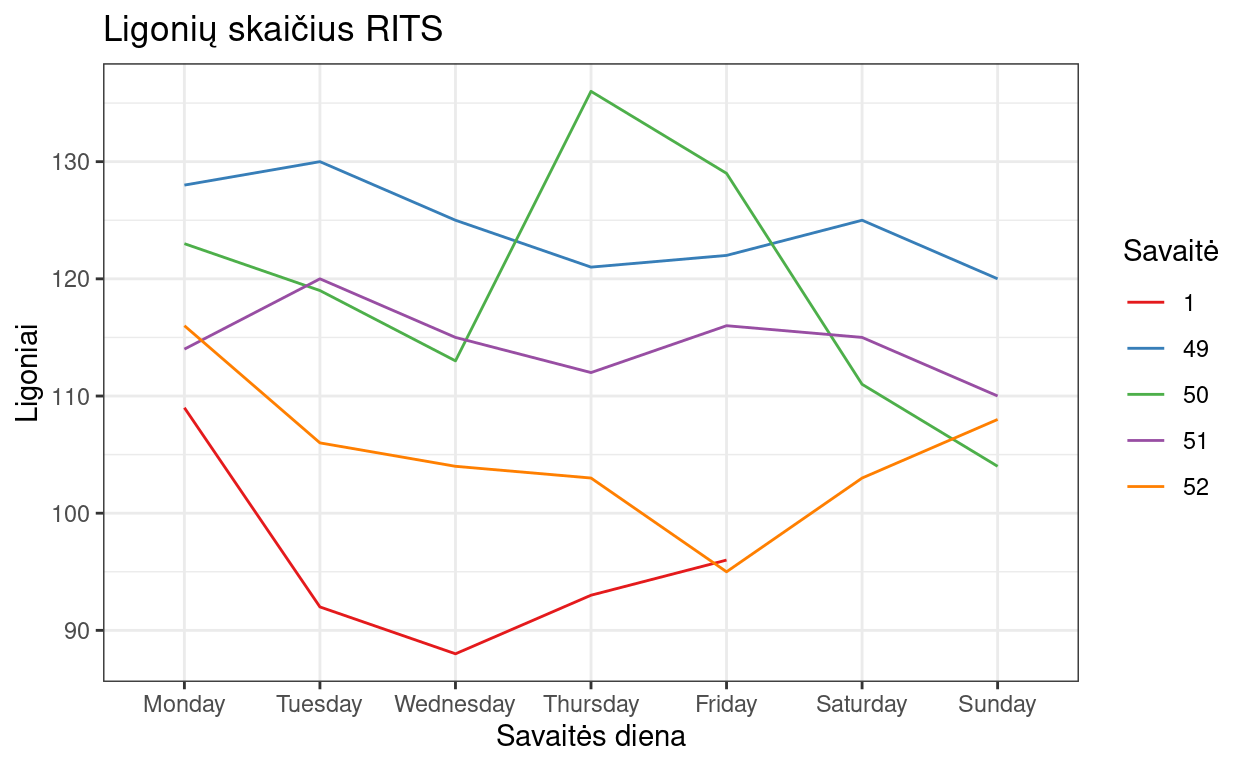 Ligonių skaičius RITS
130
120
110
100
90
Ligoniai
Monday Tuesday Wednesday Thursday Friday Saturday Sunday
Savaitės diena
Savaitė
1
49
50
51
52